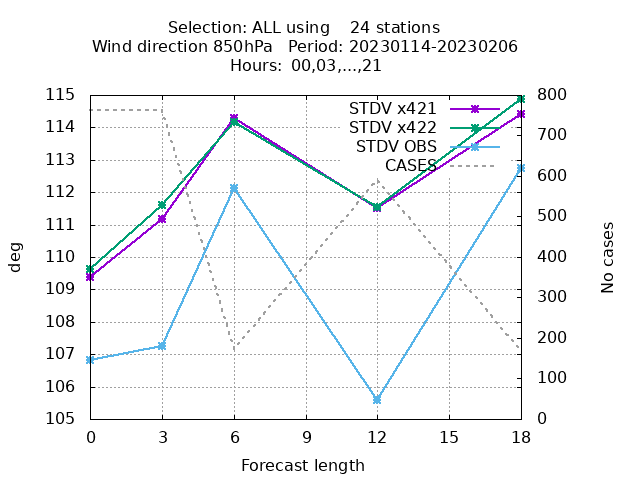 Selection: ALL using    24 stations
Wind direction 850hPa   Period: 20230114-20230206
Hours:  00,03,...,21
STDV x421
STDV x422
STDV OBS
CASES
115
114
113
112
111
110
109
108
107
106
105
800
700
600
500
400
300
200
100
0
deg
No cases
0 3 6 9 12 15 18
Forecast length